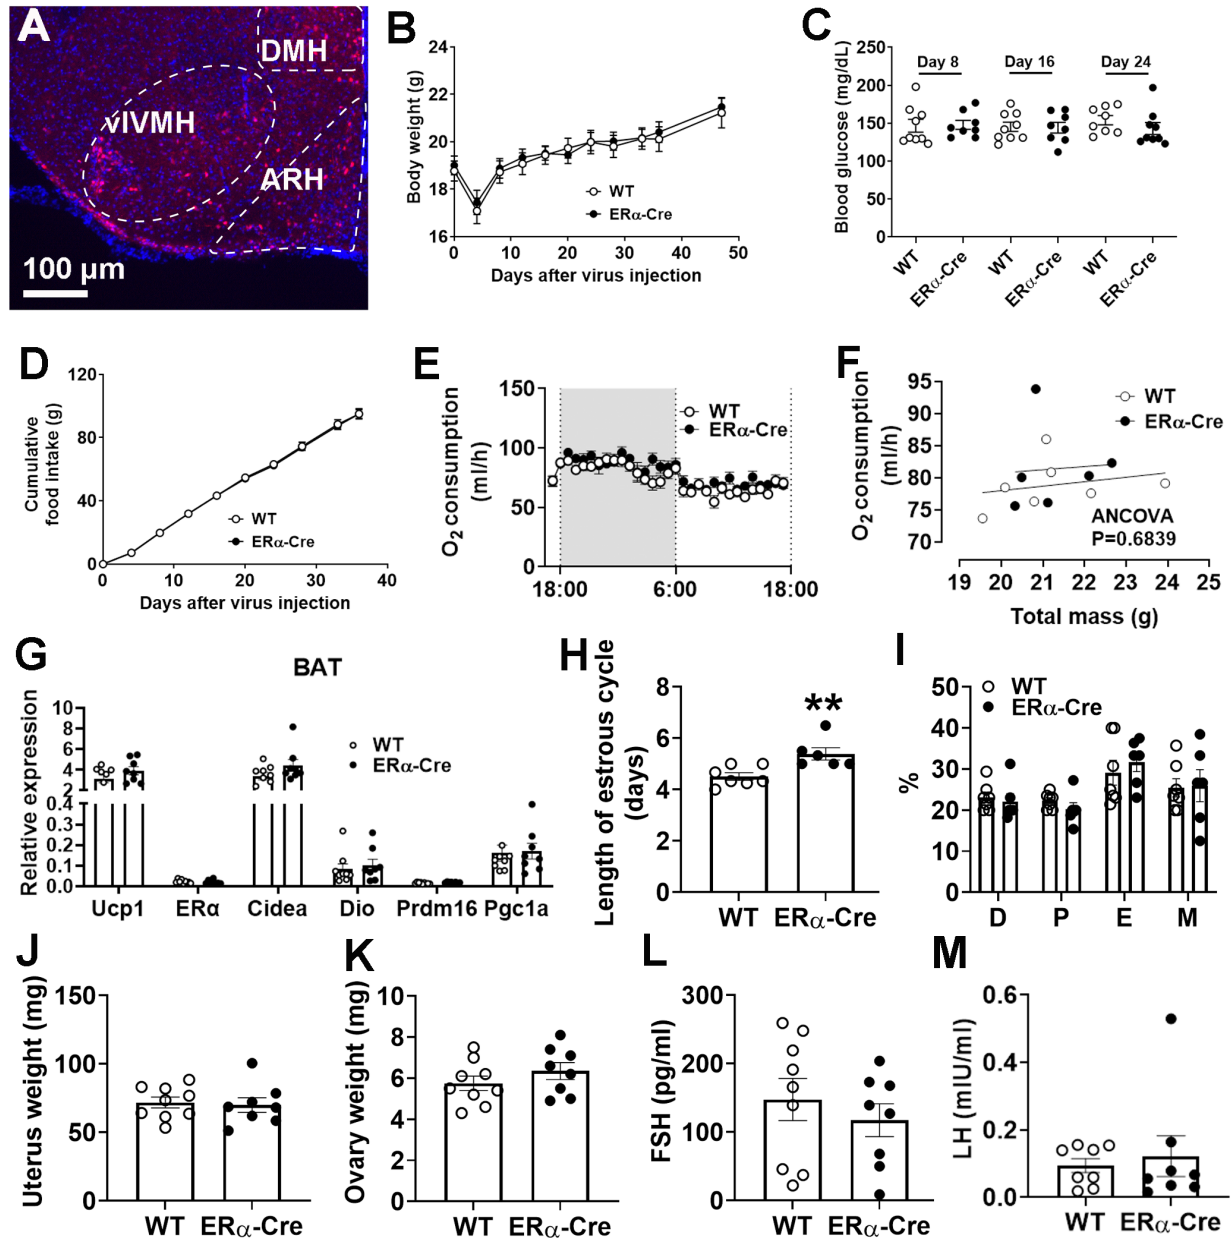 A
DMH
vlVMH
ARH
100 µm
B
Body weight (g)
24
22
20
18
16
WT
ERα-Cre
0 10 20 30 40 50
Days after virus injection
C
Blood glucose (mg/dL)
250
200
150
100
50
0
Day 8 Day 16 Day 24
WT ERα-Cre WT ERα-Cre WT ERα-Cre
D
Cumulative
food intake (g)
120
80
40
0
WT
ERα-Cre
0 10 20 30 40
Days after virus injection
E
O2 consumption
(ml/h)
150
100
50
0
WT
ERα-Cre
18:00 6:00 18:00
F
O2 consumption
(ml/h)
95
90
85
80
75
70
WT
ERα-Cre
ANCOVA
P=0.6839
19 20 21 22 23 24 25
Total mass (g)
G
BAT
Relative expression
10
8
6
4
2
0.4
0.3
0.2
0.1
0.0
WT
ERα-Cre
Ucp1 ERα Cidea Dio Prdm16 Pgc1a
H
Length of estrous cycle
(days)
8
6
4
2
0
**
WT ERα-Cre
I
%
50
40
30
20
10
0
WT
ERα-Cre
D P E M
J
Uterus weight (mg)
150
100
50
0
WT ERα-Cre
K
Ovary weight (mg)
10
8
6
4
2
0
WT ERα-Cre
L
FSH (pg/ml)
300
200
100
0
WT ERα-Cre
M
LH (mIU/ml)
0.6
0.4
0.2
0.0
WT ERα-Cre